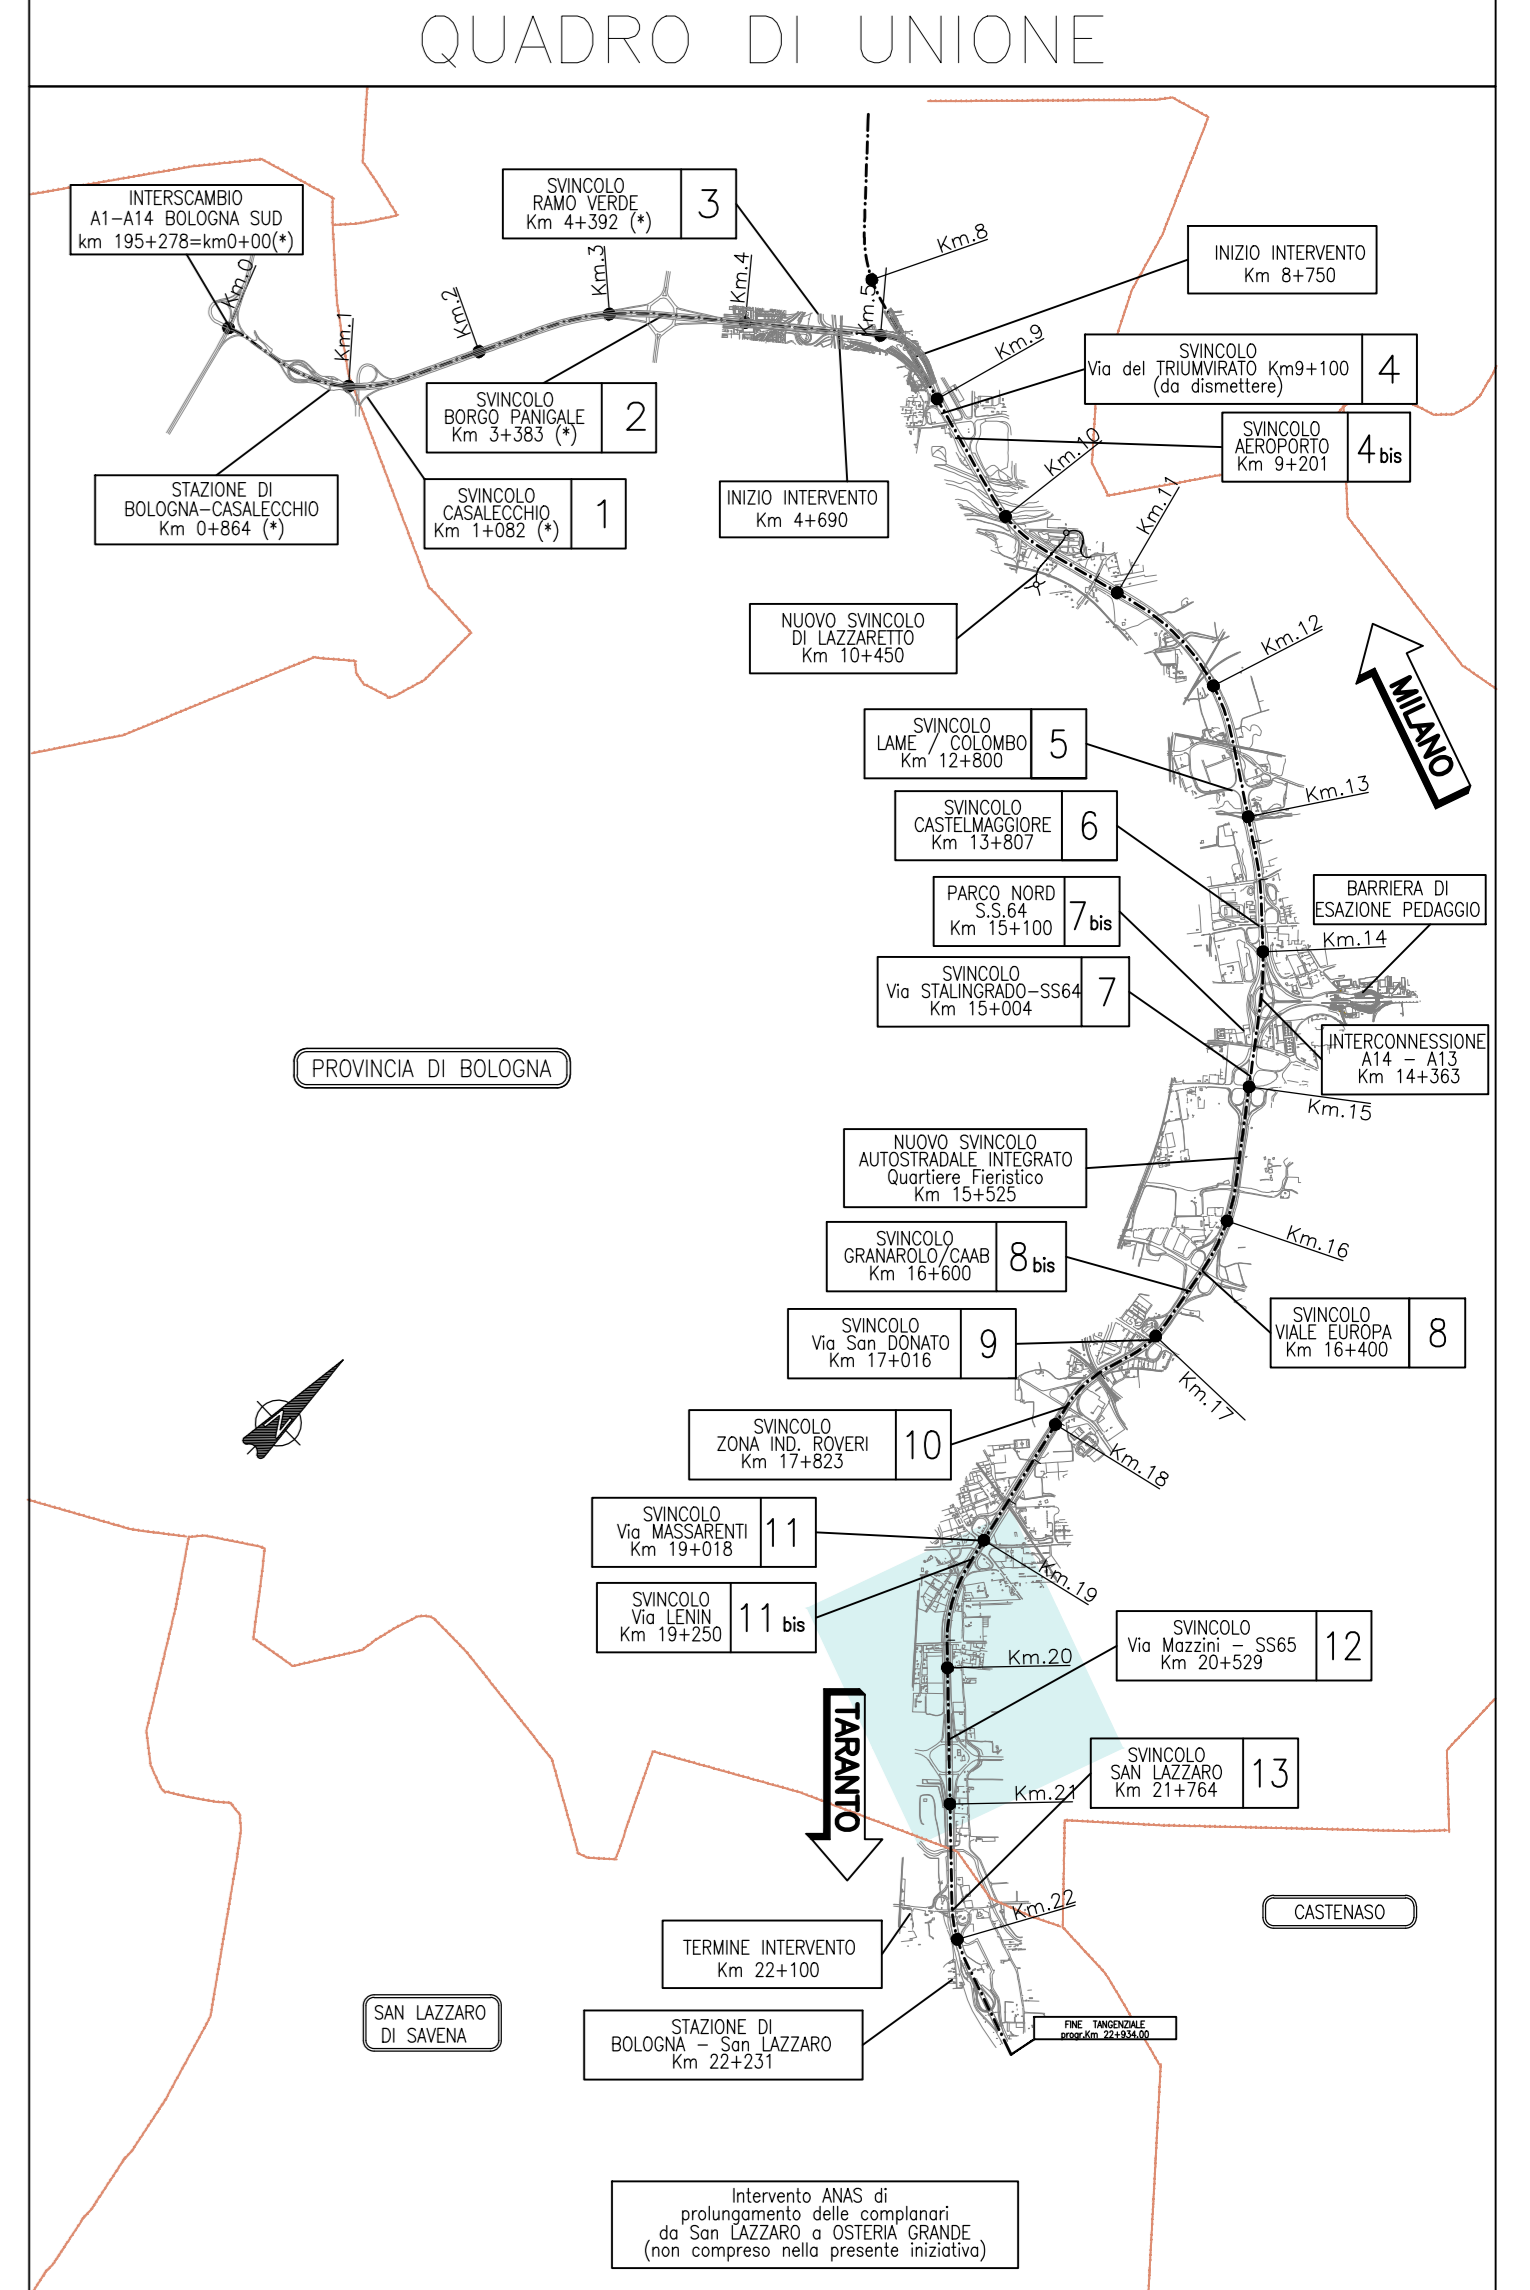 QUADRO DI UNIONE
INTERSCAMBIO
A1-A14 BOLOGNA SUD
km 195+278=km0+00(*)
SVINCOLO
RAMO VERDE
Km 4+392 (*)
3
Km.8
INIZIO INTERVENTO
Km 8+750
Km.0
Km.1
Km.2
Km.3
Km.4
Km.5
Km.9
SVINCOLO
Via del TRIUMVIRATO Km9+100
(da dismettere)
4
SVINCOLO
BORGO PANIGALE
Km 3+383 (*)
2
SVINCOLO
AEROPORTO
Km 9+201
4 bis
Km.10
STAZIONE DI
BOLOGNA-CASALECCHIO
Km 0+864 (*)
SVINCOLO
CASALECCHIO
Km 1+082 (*)
1
INIZIO INTERVENTO
Km 4+690
Km.11
NUOVO SVINCOLO
DI LAZZARETTO
Km 10+450
Km.12
MILANO
SVINCOLO
LAME / COLOMBO
Km 12+800
5
Km.13
SVINCOLO
CASTELMAGGIORE
Km 13+807
6
BARRIERA DI
ESAZIONE PEDAGGIO
PARCO NORD
S.S.64
Km 15+100
7 bis
Km.14
SVINCOLO
Via STALINGRADO-SS64
Km 15+004
7
INTERCONNESSIONE
A14 - A13
Km 14+363
PROVINCIA DI BOLOGNA
Km.15
NUOVO SVINCOLO
AUTOSTRADALE INTEGRATO
Quartiere Fieristico
Km 15+525
Km.16
SVINCOLO
GRANAROLO/CAAB
Km 16+600
8 bis
SVINCOLO
VIALE EUROPA
Km 16+400
8
SVINCOLO
Via San DONATO
Km 17+016
9
Km.17
SVINCOLO
ZONA IND. ROVERI
Km 17+823
10
Km.18
SVINCOLO
Via MASSARENTI
Km 19+018
11
Km.19
SVINCOLO
Via LENIN
Km 19+250
11 bis
SVINCOLO
Via Mazzini - SS65
Km 20+529
12
Km.20
TARANTO
SVINCOLO
SAN LAZZARO
Km 21+764
13
Km.21
Km.22
CASTENASO
TERMINE INTERVENTO
Km 22+100
SAN LAZZARO
DI SAVENA
STAZIONE DI
BOLOGNA - San LAZZARO
Km 22+231
FINE TANGENZIALE
progr.Km 22+934.00
Intervento ANAS di
prolungamento delle complanari
da San LAZZARO a OSTERIA GRANDE
(non compreso nella presente iniziativa)